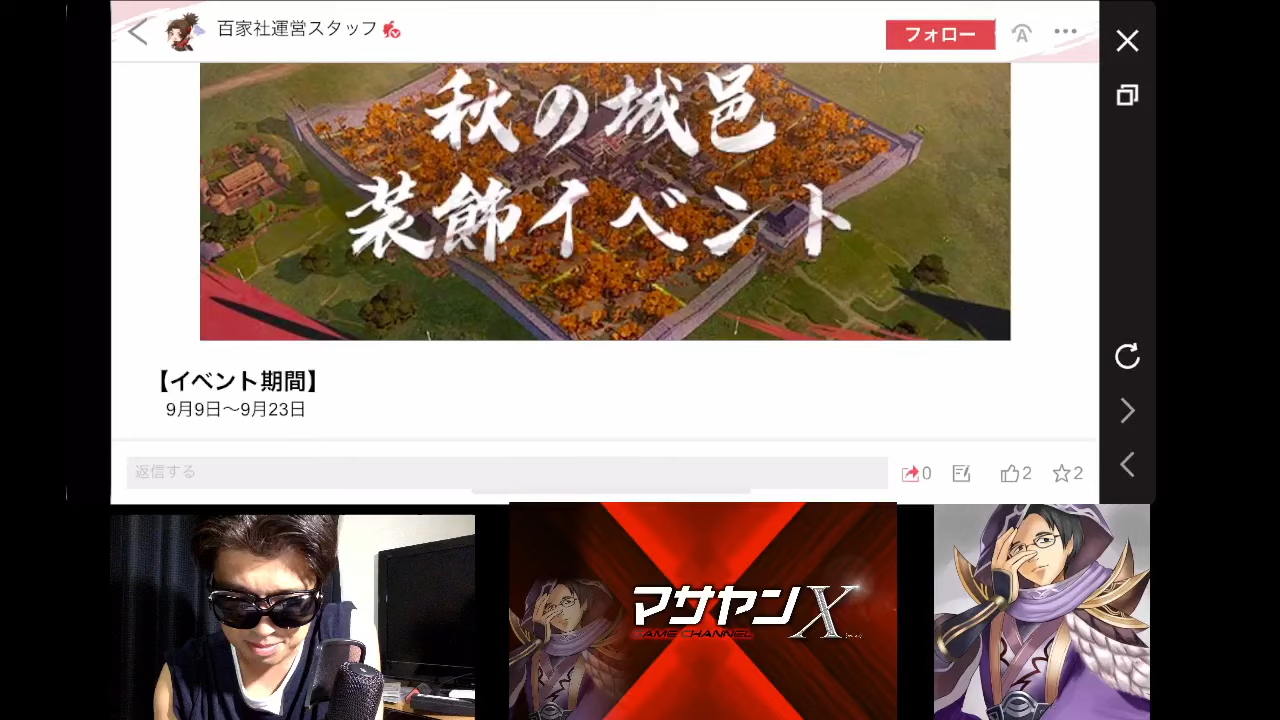 百家社運営スタッフ
フォロー
秋の城邑
装飾イベント
【イベント期間】
9月9日〜9月23日
返信する
0
2
2
マサヤンX
GAME CHANNEL